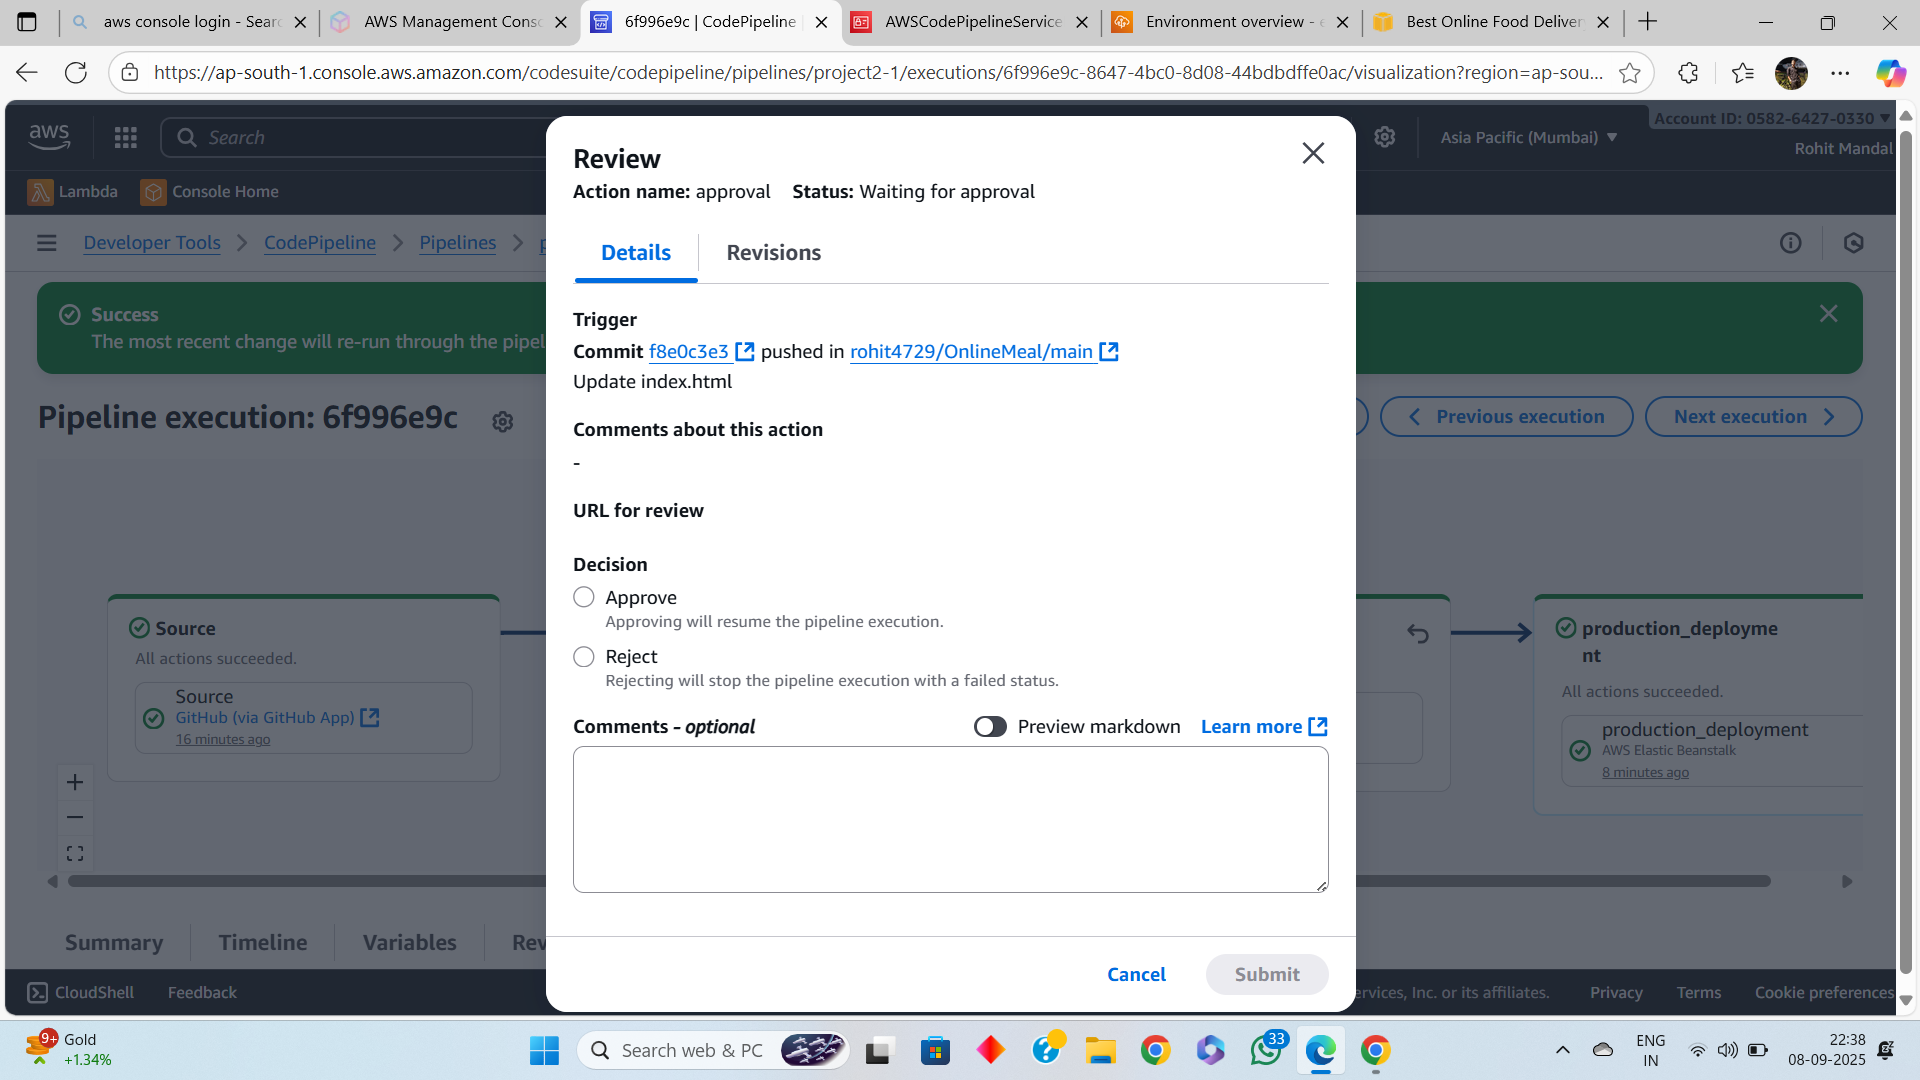 aws console login - Searc
AWS Management Consc
6f996e9c | CodePipeline
AWSCodePipelineService
Environment overview - e
Best Online Food Deliver
https://ap-south-1.console.aws.amazon.com/codesuite/codepipeline/pipelines/project2-1/executions/6f996e9c-8647-4bc0-8d08-44bdbdffe0ac/visualization?region=ap-sou...
aws
Search
Asia Pacific (Mumbai)
Account ID: 0582-6427-0330
Rohit Mandal
Lambda
Console Home
Developer Tools
CodePipeline
Pipelines
Success
The most recent change will re-run through the pipel
Pipeline execution: 6f996e9c
Previous execution
Next execution
Review
Action name: approval Status: Waiting for approval
Details
Revisions
Trigger
Commit f8e0c3e3 pushed in rohit4729/OnlineMeal/main
Update index.html
Comments about this action
-
URL for review
Decision
Approve
Approving will resume the pipeline execution.
Reject
Rejecting will stop the pipeline execution with a failed status.
Comments - optional
Preview markdown
Learn more
Cancel
Submit
Source
All actions succeeded.
Source
GitHub (via GitHub App)
16 minutes ago
production_deployme
nt
All actions succeeded.
production_deployment
AWS Elastic Beanstalk
8 minutes ago
Summary
Timeline
Variables
Rev
CloudShell
Feedback
ervices, Inc. or its affiliates.
Privacy
Terms
Cookie preferences
9+
Gold
+1.34%
Search web & PC
33
ENG
IN
22:38
08-09-2025